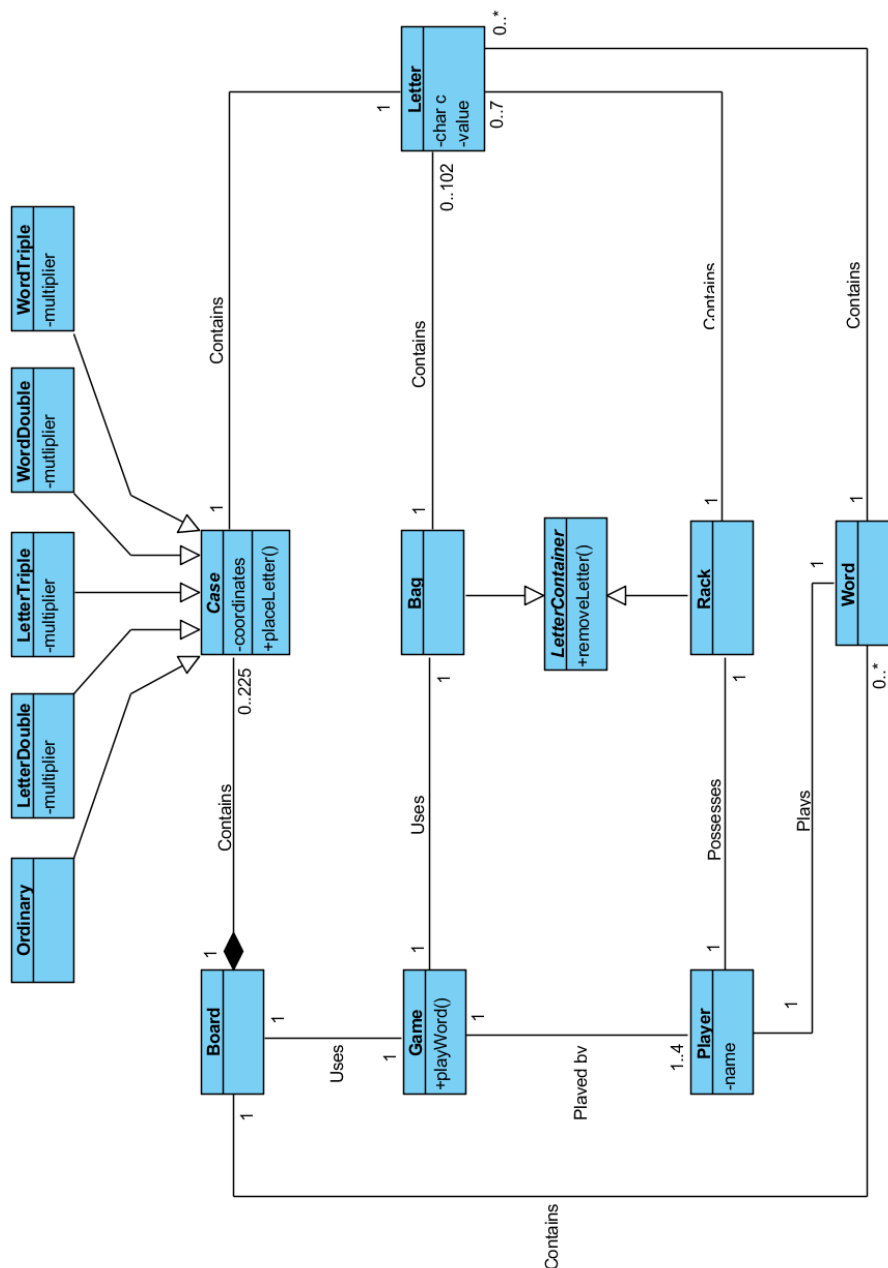 Ordinary
LetterDouble
-multiplier
LetterTriple
-multiplier
WordDouble
-mutliplier
WordTriple
-multiplier
Board
1
Contains
0..225
Case
-coordinates
+placeLetter()
1
Contains
1
Letter
-char c
-value
1
1
Uses
1
Game
+playWord()
1
Uses
1
Bag
1
Contains
0..102
0..7
0..*
LetterContainer
+removeLetter()
1
Played by
1..4
Player
-name
1
Possesses
1
Rack
1
Contains
1
Plays
1
Word
0..*
1
Contains
Contains